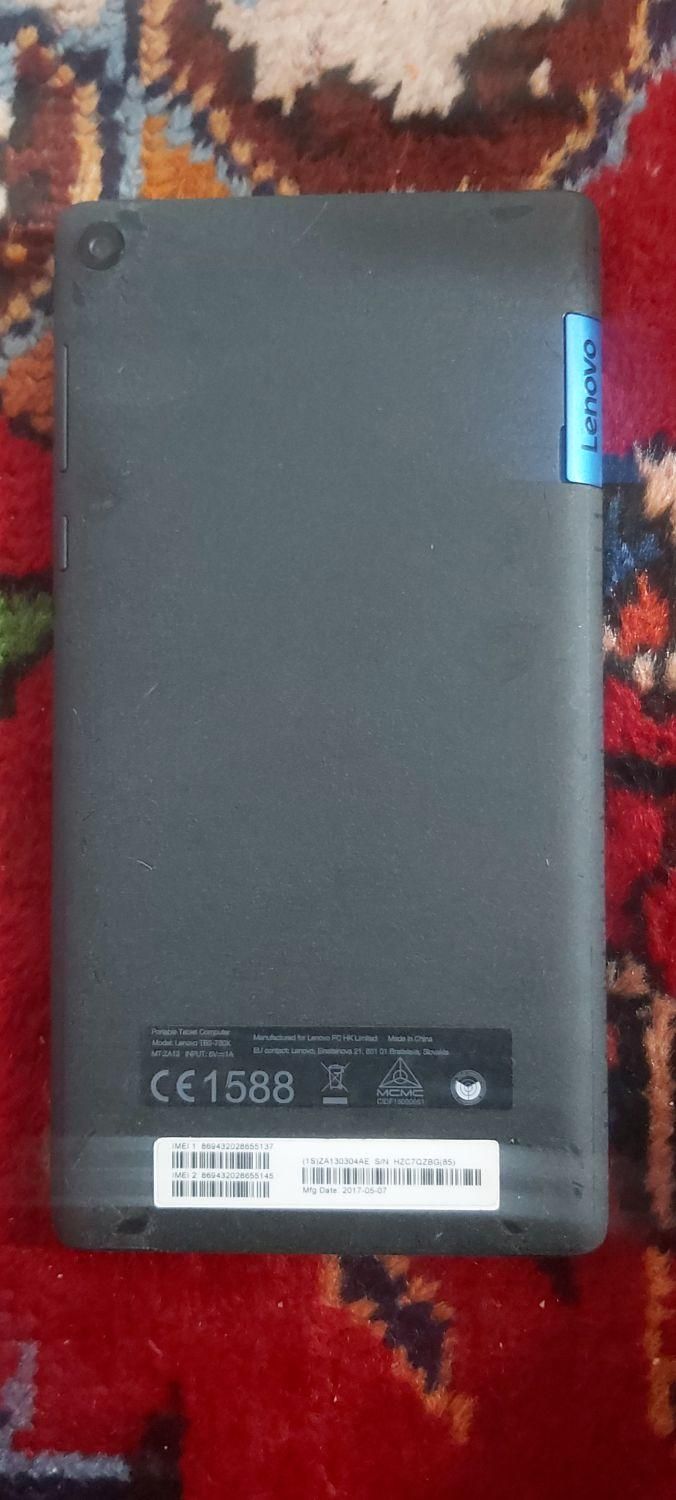 Lenovo
Portable Tablet Computer
Model: Lenovo TB3-730X
MT:ZA13 INPUT: 5V⎓1A
Manufactured for Lenovo PC HK Limited Made in China
EU contact: Lenovo, Einsteinova 21, 851 01 Bratislava, Slovakia
CE1588
MCMC
IMEI 1: 869432028655137
IMEI 2: 869432028655145
(1S)ZA130304AE S/N HZC7QZBG(85)
Mfg Date: 2017-05-07